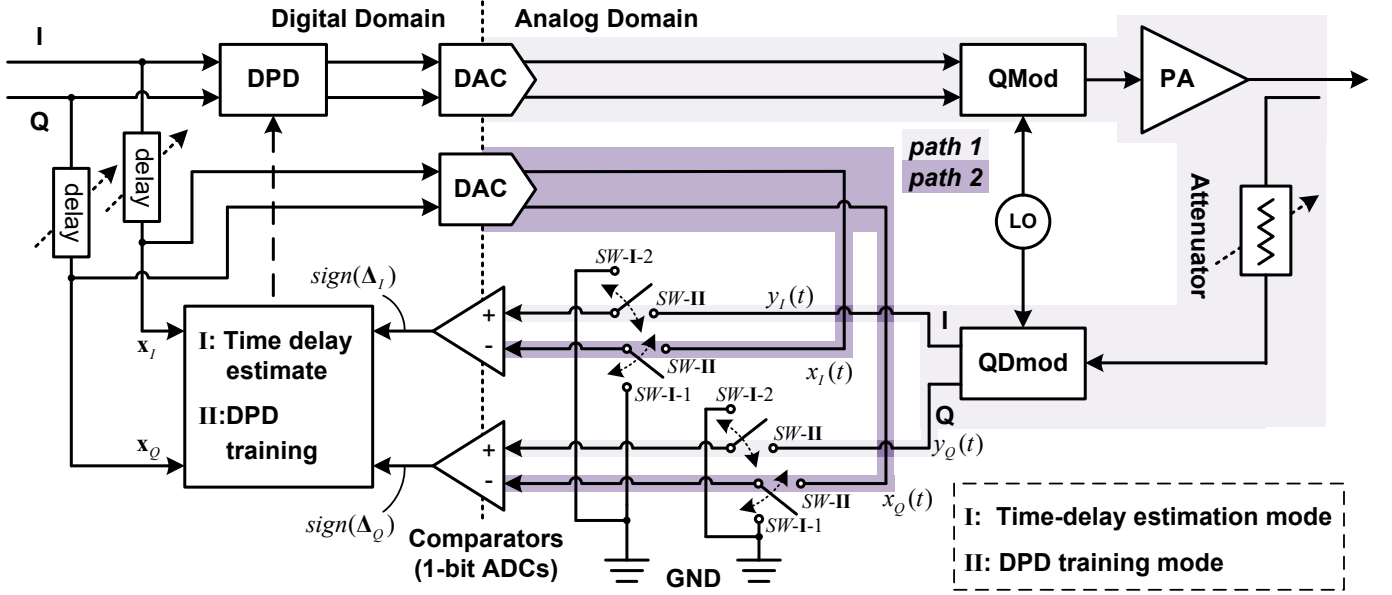 Digital Domain
Analog Domain
I
Q
DPD
DAC
QMod
PA
delay
delay
DAC
path 1
path 2
LO
Attenuator
SW-I-2
sign(Δ_I)
SW-II
y_I(t)
I
+
-
x_I
I: Time delay
estimate
II:DPD
training
SW-II
x_I(t)
SW-I-1
SW-I-2
QDmod
Q
SW-II
y_Q(t)
x_Q
+
-
SW-II
x_Q(t)
SW-I-1
sign(Δ_Q)
Comparators
(1-bit ADCs)
GND
I: Time-delay estimation mode
II: DPD training mode